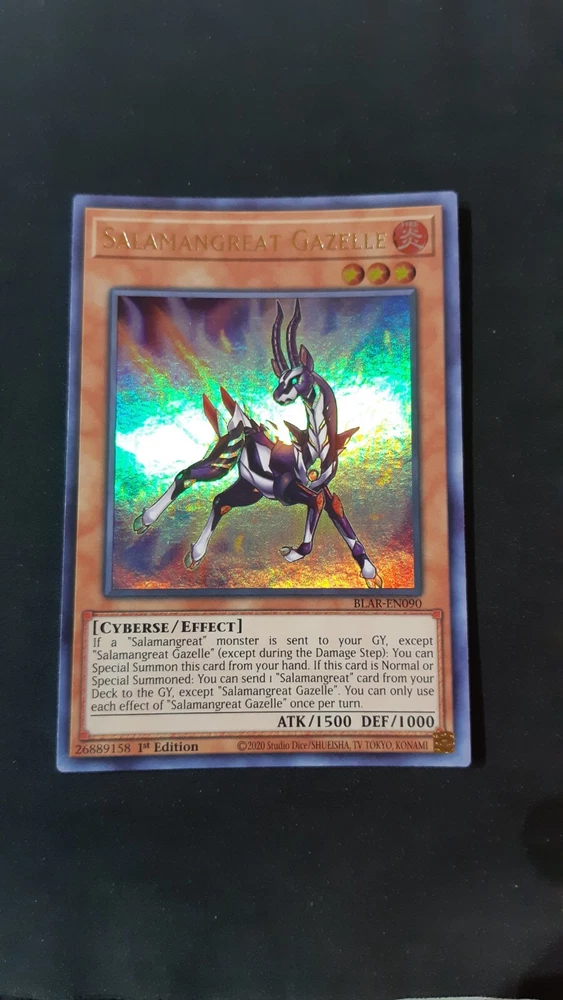 Salamangreat Gazelle
炎
BLAR-EN090
[Cyberse/Effect]
If a "Salamangreat" monster is sent to your GY, except
"Salamangreat Gazelle" (except during the Damage Step): You can
Special Summon this card from your hand. If this card is Normal or
Special Summoned: You can send 1 "Salamangreat" card from your
Deck to the GY, except "Salamangreat Gazelle". You can only use
each effect of "Salamangreat Gazelle" once per turn.
ATK/1500 DEF/1000
26889158 1st Edition ©2020 Studio Dice/SHUEISHA, TV TOKYO, KONAMI